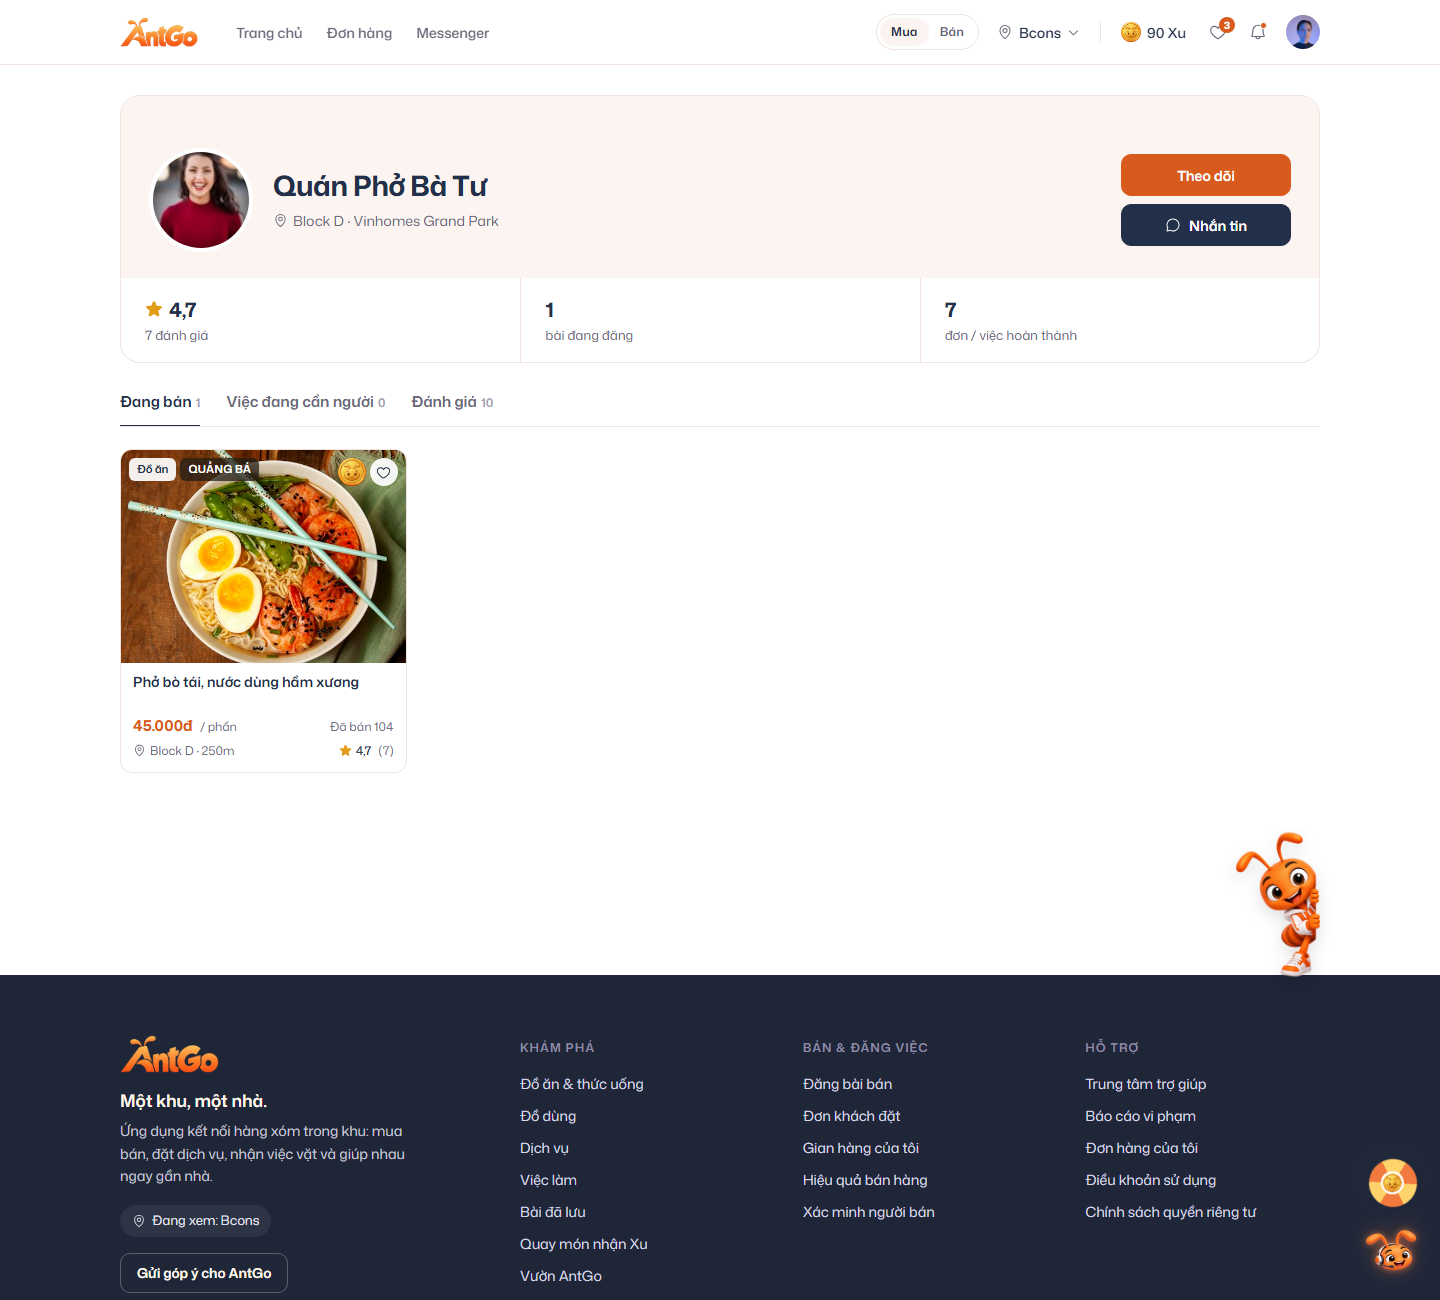 AntGo
Trang chủ
Đơn hàng
Messenger
Mua
Bán
Bcons
90 Xu
3
Quán Phở Bà Tư
Block D · Vinhomes Grand Park
Theo dõi
Nhắn tin
4,7
7 đánh giá
1
bài đang đăng
7
đơn / việc hoàn thành
Đang bán 1
Việc đang cần người 0
Đánh giá 10
Đồ ăn
QUẢNG BÁ
Phở bò tái, nước dùng hầm xương
45.000đ / phần
Đã bán 104
Block D · 250m
4,7 (7)
AntGo
Một khu, một nhà.
Ứng dụng kết nối hàng xóm trong khu: mua
bán, đặt dịch vụ, nhận việc vặt và giúp nhau
ngay gần nhà.
Đang xem: Bcons
Gửi góp ý cho AntGo
KHÁM PHÁ
Đồ ăn & thức uống
Đồ dùng
Dịch vụ
Việc làm
Bài đã lưu
Quay món nhận Xu
Vườn AntGo
BÁN & ĐĂNG VIỆC
Đăng bài bán
Đơn khách đặt
Gian hàng của tôi
Hiệu quả bán hàng
Xác minh người bán
HỖ TRỢ
Trung tâm trợ giúp
Báo cáo vi phạm
Đơn hàng của tôi
Điều khoản sử dụng
Chính sách quyền riêng tư